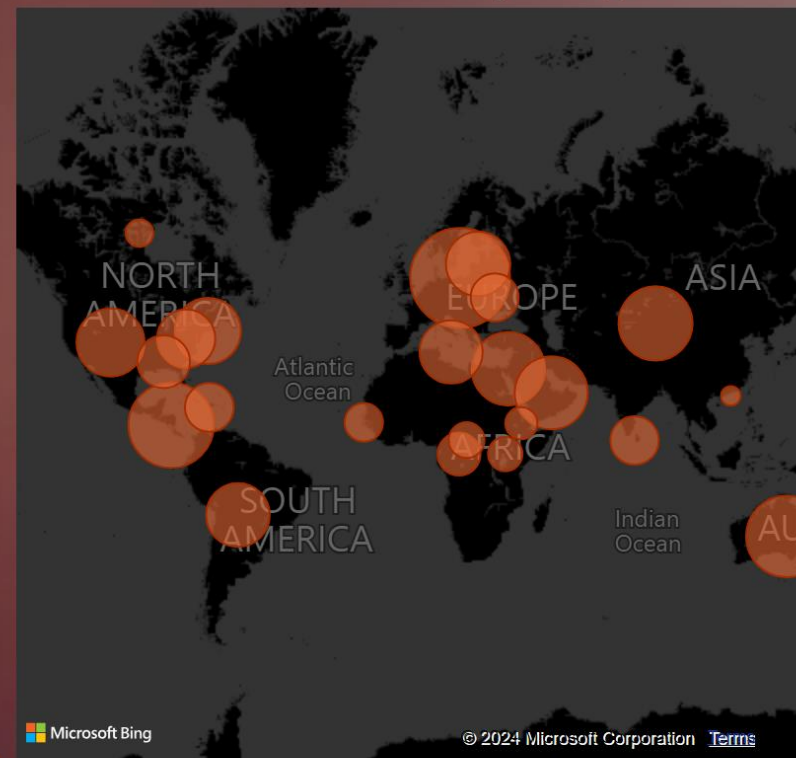 NORTH
AMERICA
EUROPE
ASIA
Atlantic
Ocean
AFRICA
SOUTH
AMERICA
Indian
Ocean
AU
Microsoft Bing
© 2024 Microsoft Corporation Terms